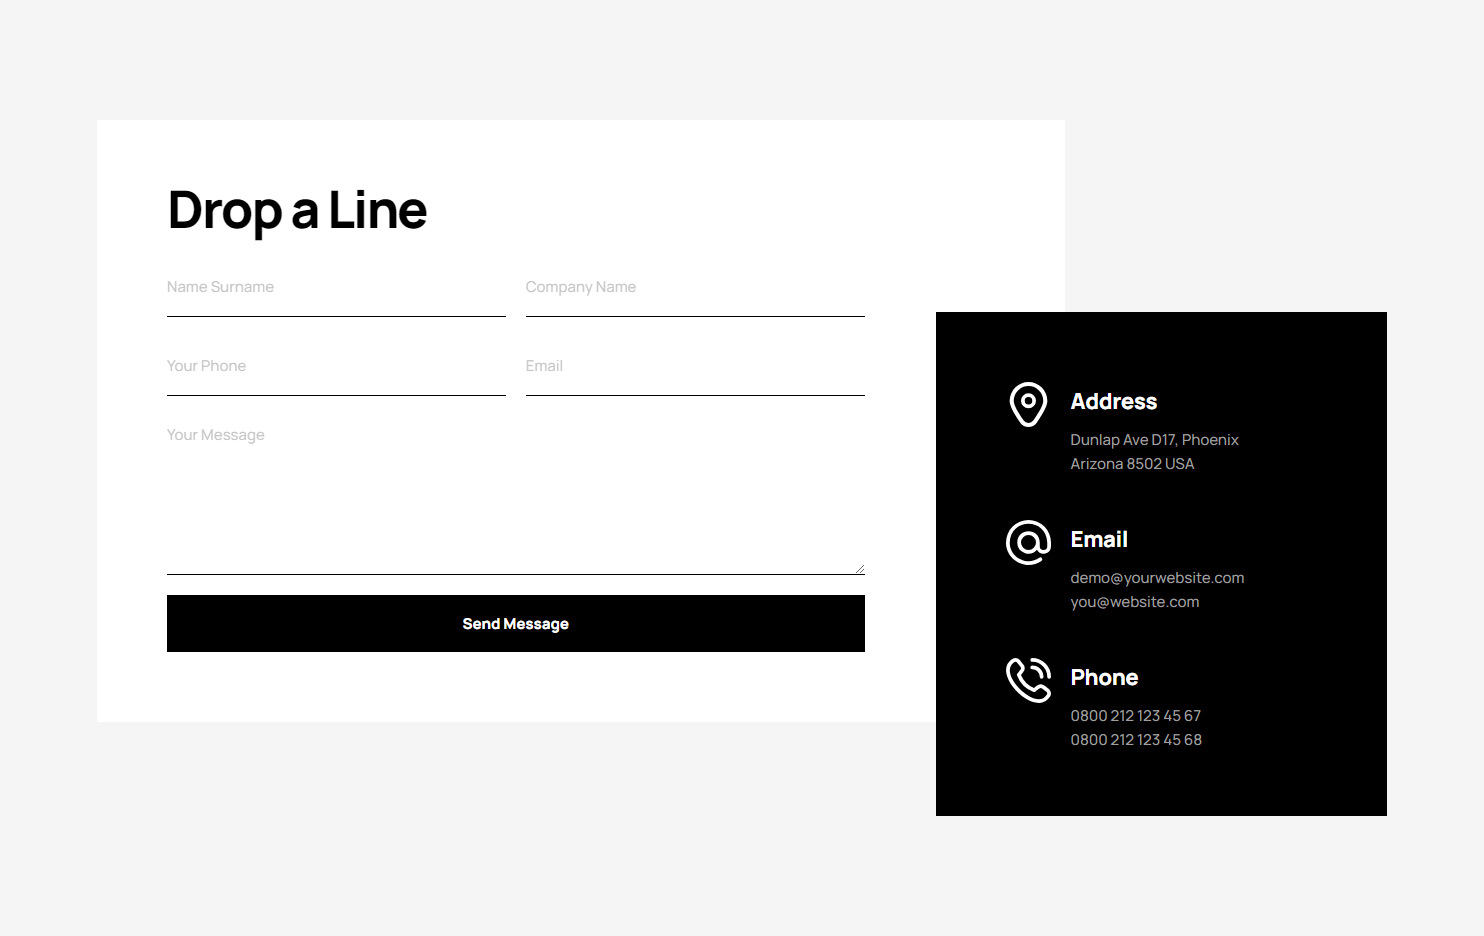 Drop a Line
Name Surname
Company Name
Your Phone
Email
Your Message
Send Message
Address
Dunlap Ave D17, Phoenix
Arizona 8502 USA
Email
demo@yourwebsite.com
you@website.com
Phone
0800 212 123 45 67
0800 212 123 45 68